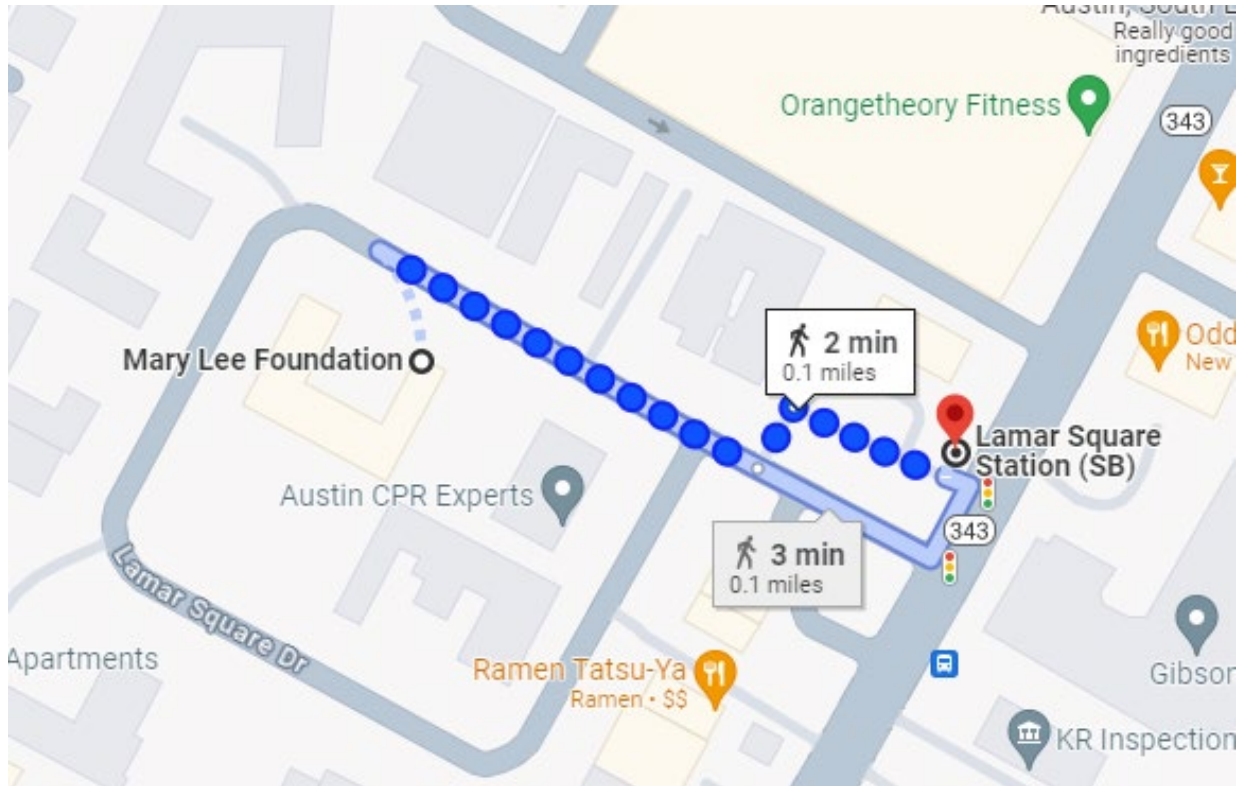 Austin, South
Really good
ingredients
Orangetheory Fitness
343
2 min
0.1 miles
Odd
New
Mary Lee Foundation
Lamar Square
Station (SB)
Austin CPR Experts
343
3 min
0.1 miles
Lamar Square Dr
Apartments
Ramen Tatsu-Ya
Ramen • $$
Gibson
KR Inspection